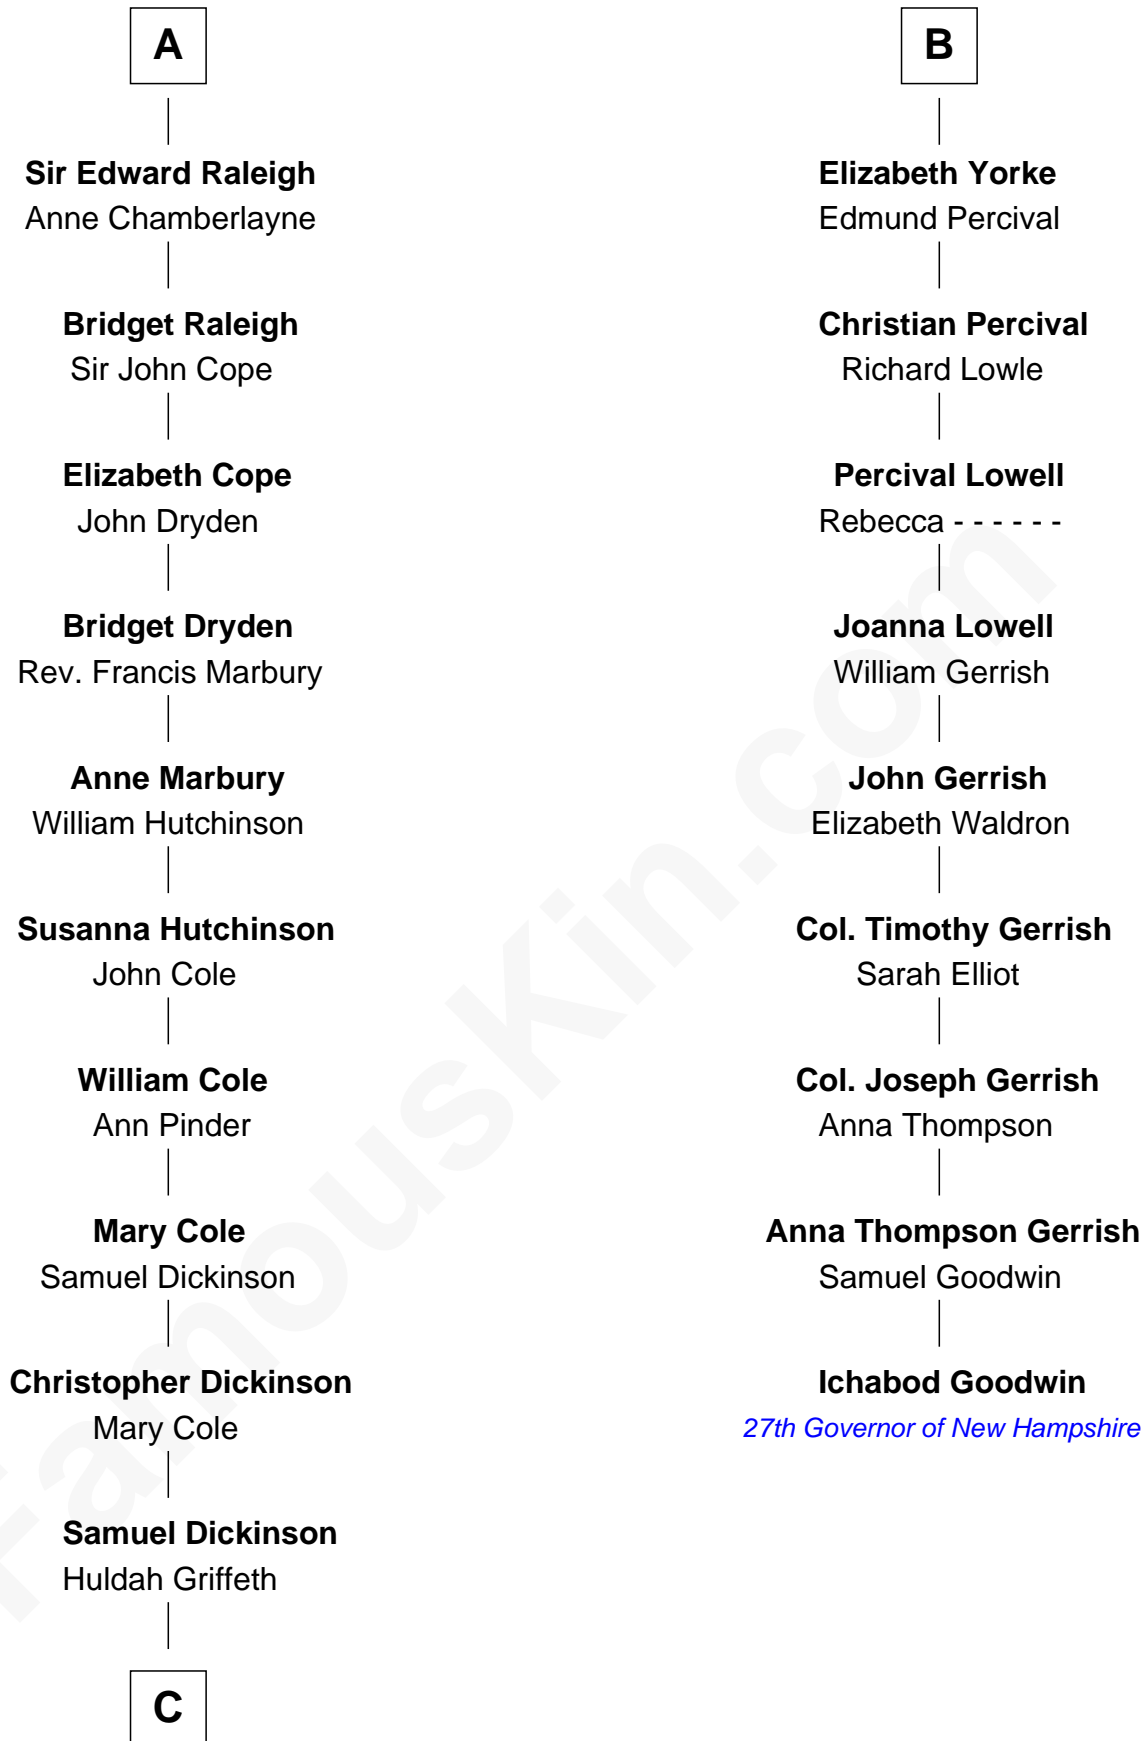 A
Sir Edward Raleigh
Anne Chamberlayne
Bridget Raleigh
Sir John Cope
Elizabeth Cope
John Dryden
Bridget Dryden
Rev. Francis Marbury
Anne Marbury
William Hutchinson
Susanna Hutchinson
John Cole
William Cole
Ann Pinder
Mary Cole
Samuel Dickinson
Christopher Dickinson
Mary Cole
Samuel Dickinson
Huldah Griffeth
C
B
Elizabeth Yorke
Edmund Percival
Christian Percival
Richard Lowle
Percival Lowell
Rebecca - - - - - -
Joanna Lowell
William Gerrish
John Gerrish
Elizabeth Waldron
Col. Timothy Gerrish
Sarah Elliot
Col. Joseph Gerrish
Anna Thompson
Anna Thompson Gerrish
Samuel Goodwin
Ichabod Goodwin
27th Governor of New Hampshire
FamousKin.com